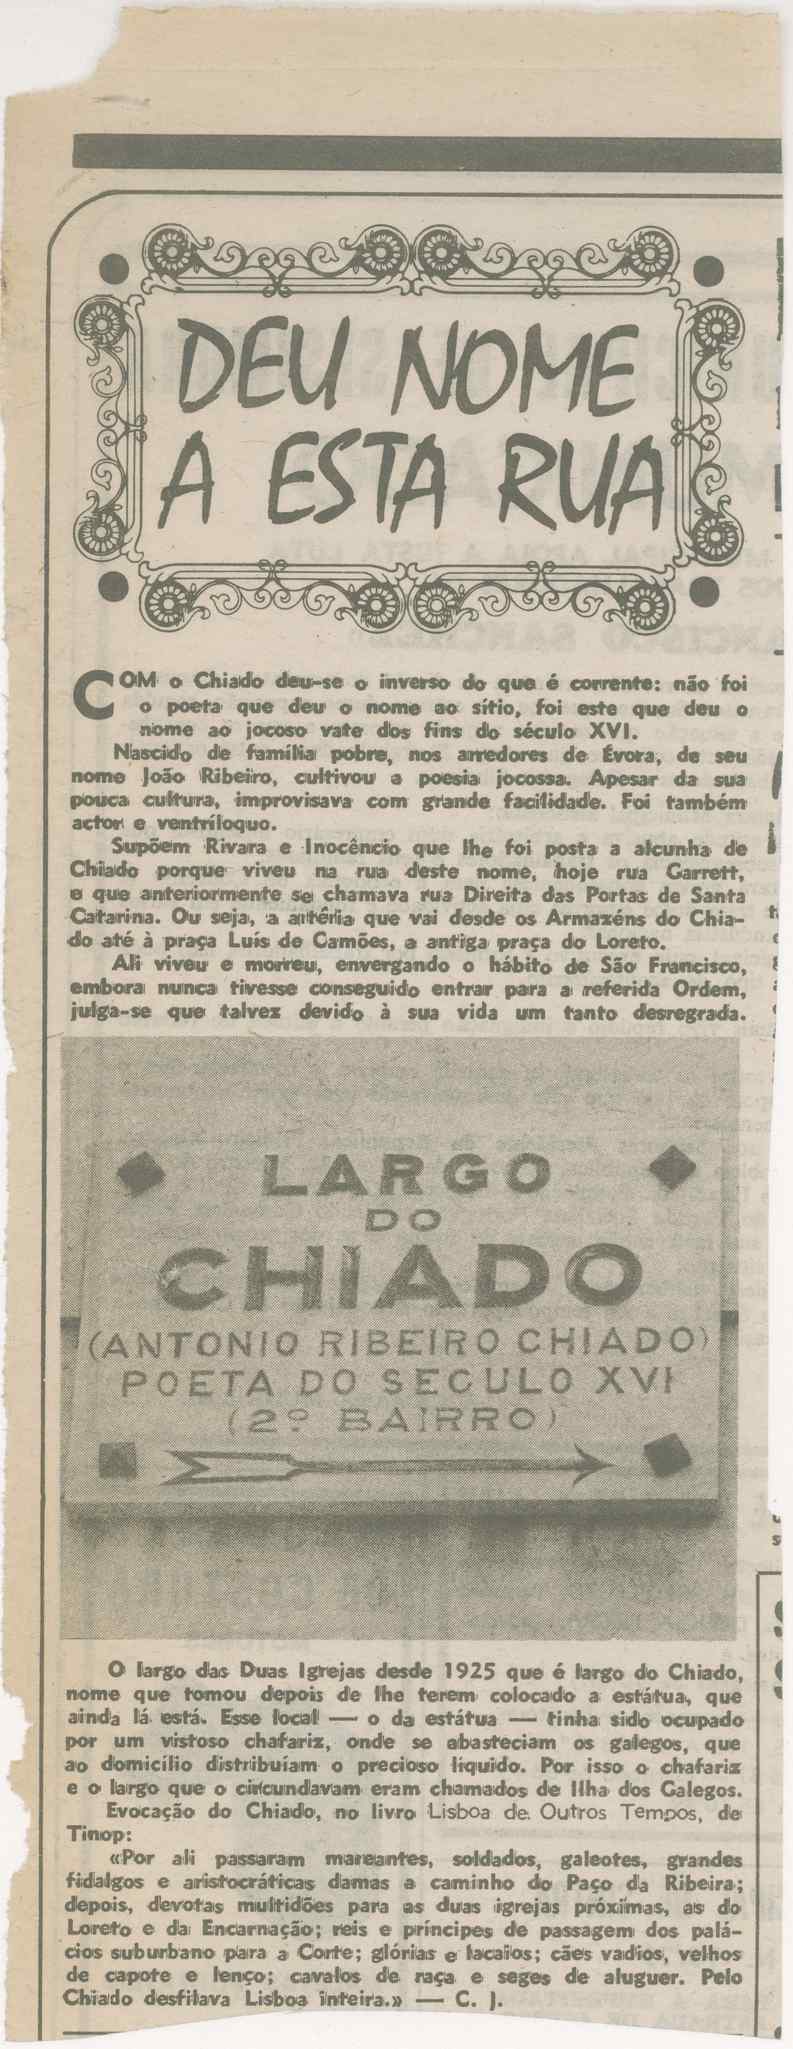 DEU NOME
A ESTA RUA
COM o Chiado deu-se o inverso do que é corrente: não foi
o poeta que deu o nome ao sítio, foi este que deu o
nome ao jocoso vate dos fins do século XVI.
Nascido de família pobre, nos arredores de Évora, de seu
nome João Ribeiro, cultivou a poesia jocossa. Apesar da sua
pouca cultura, improvisava com grande facilidade. Foi também
actor e ventríloquo.
Supõem Rivara e Inocêncio que lhe foi posta a alcunha de
Chiado porque viveu na rua deste nome, hoje rua Garrett,
e que anteriormente se chamava rua Direita das Portas de Santa
Catarina. Ou seja, a artéria que vai desde os Armazéns do Chia-
do até à praça Luís de Camões, a antiga praça do Loreto.
Ali viveu e morreu, envergando o hábito de São Francisco,
embora nunca tivesse conseguido entrar para a referida Ordem,
julga-se que talvez devido à sua vida um tanto desregrada.
LARGO
DO
CHIADO
(ANTONIO RIBEIRO CHIADO)
POETA DO SECULO XVI
(2º BAIRRO)
O largo das Duas Igrejas desde 1925 que é largo do Chiado,
nome que tomou depois de lhe terem colocado a estátua, que
ainda lá está. Esse local — o da estátua — tinha sido ocupado
por um vistoso chafariz, onde se abasteciam os galegos, que
ao domicílio distribuíam o precioso líquido. Por isso o chafariz
e o largo que o circundavam eram chamados de Ilha dos Galegos.
Evocação do Chiado, no livro Lisboa de Outros Tempos, de
Tinop:
«Por ali passaram mareantes, soldados, galeotes, grandes
fidalgos e aristocráticas damas a caminho do Paço da Ribeira;
depois, devotas multidões para as duas igrejas próximas, as do
Loreto e da Encarnação; reis e príncipes de passagem dos palá-
cios suburbano para a Corte; glórias e lacaios; cães vadios, velhos
de capote e lenço; cavalos de raça e seges de aluguer. Pelo
Chiado desfilava Lisboa inteira.» — C. J.